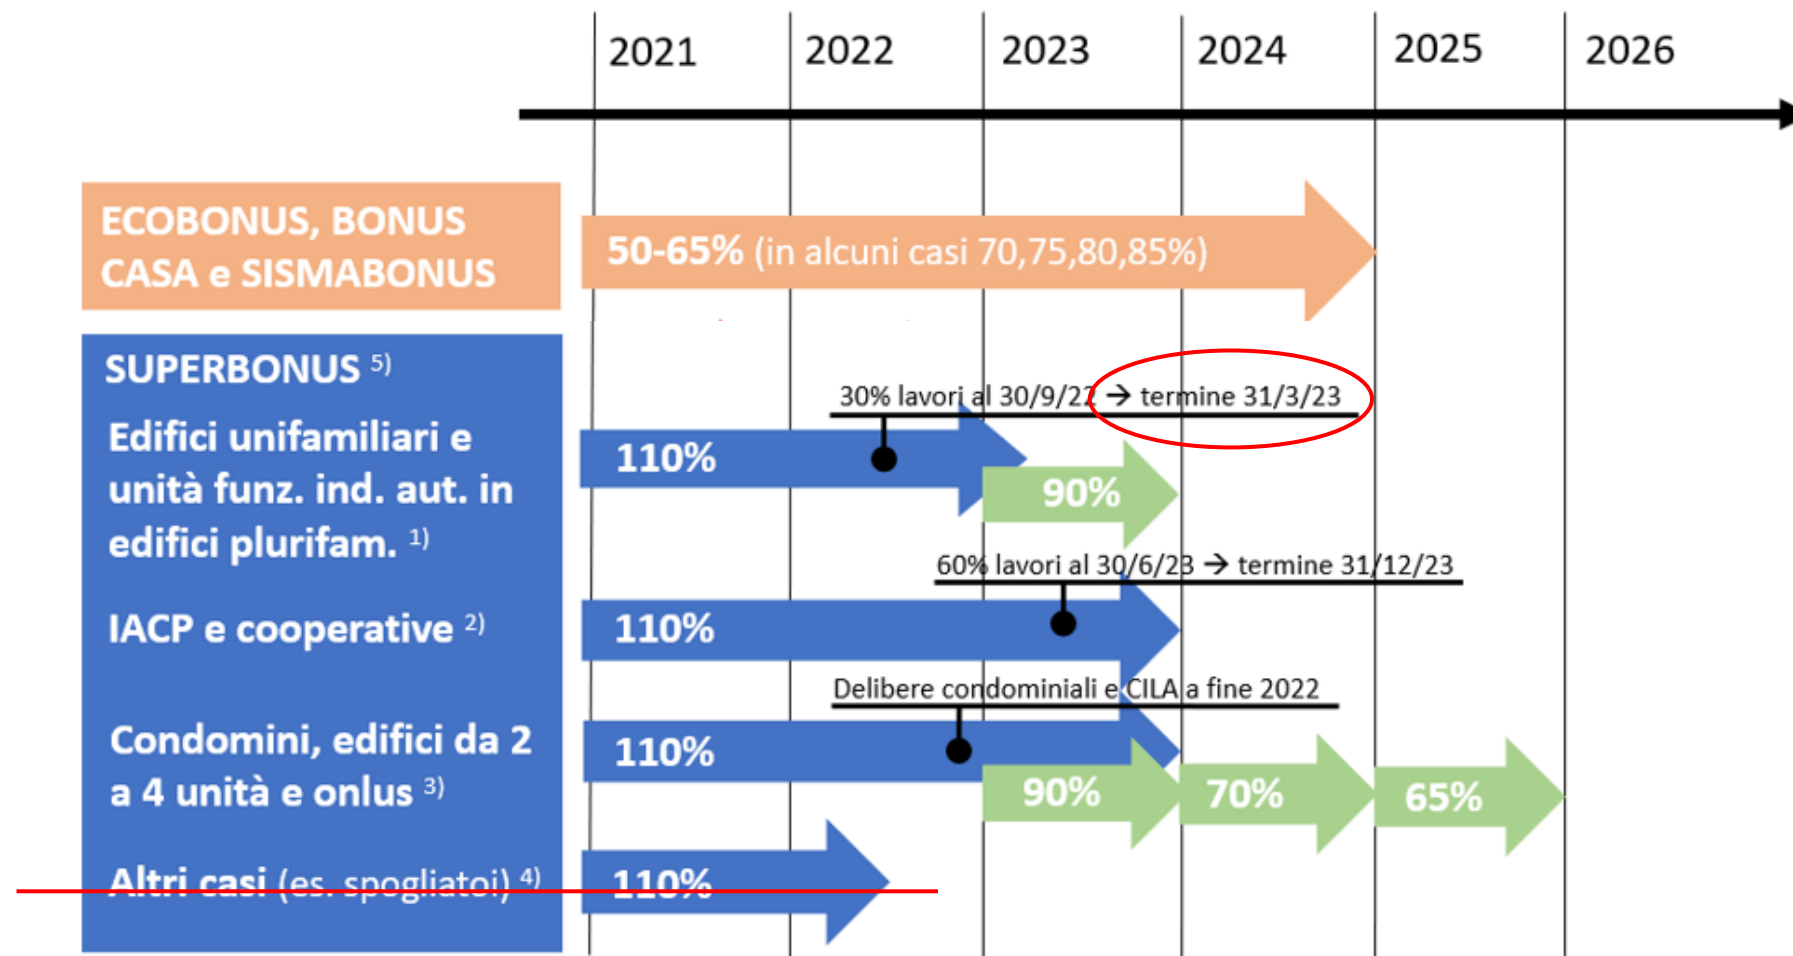 2021 2022 2023 2024 2025 2026
ECOBONUS, BONUS
CASA e SISMABONUS
50-65% (in alcuni casi 70,75,80,85%)
SUPERBONUS 5)
30% lavori al 30/9/22 → termine 31/3/23
Edifici unifamiliari e
unità funz. ind. aut. in
edifici plurifam. 1)
110%
90%
60% lavori al 30/6/23 → termine 31/12/23
IACP e cooperative 2)
110%
Delibere condominiali e CILA a fine 2022
Condomini, edifici da 2
a 4 unità e onlus 3)
110%
90% 70% 65%
Altri casi (es. spogliatoi) 4)
110%